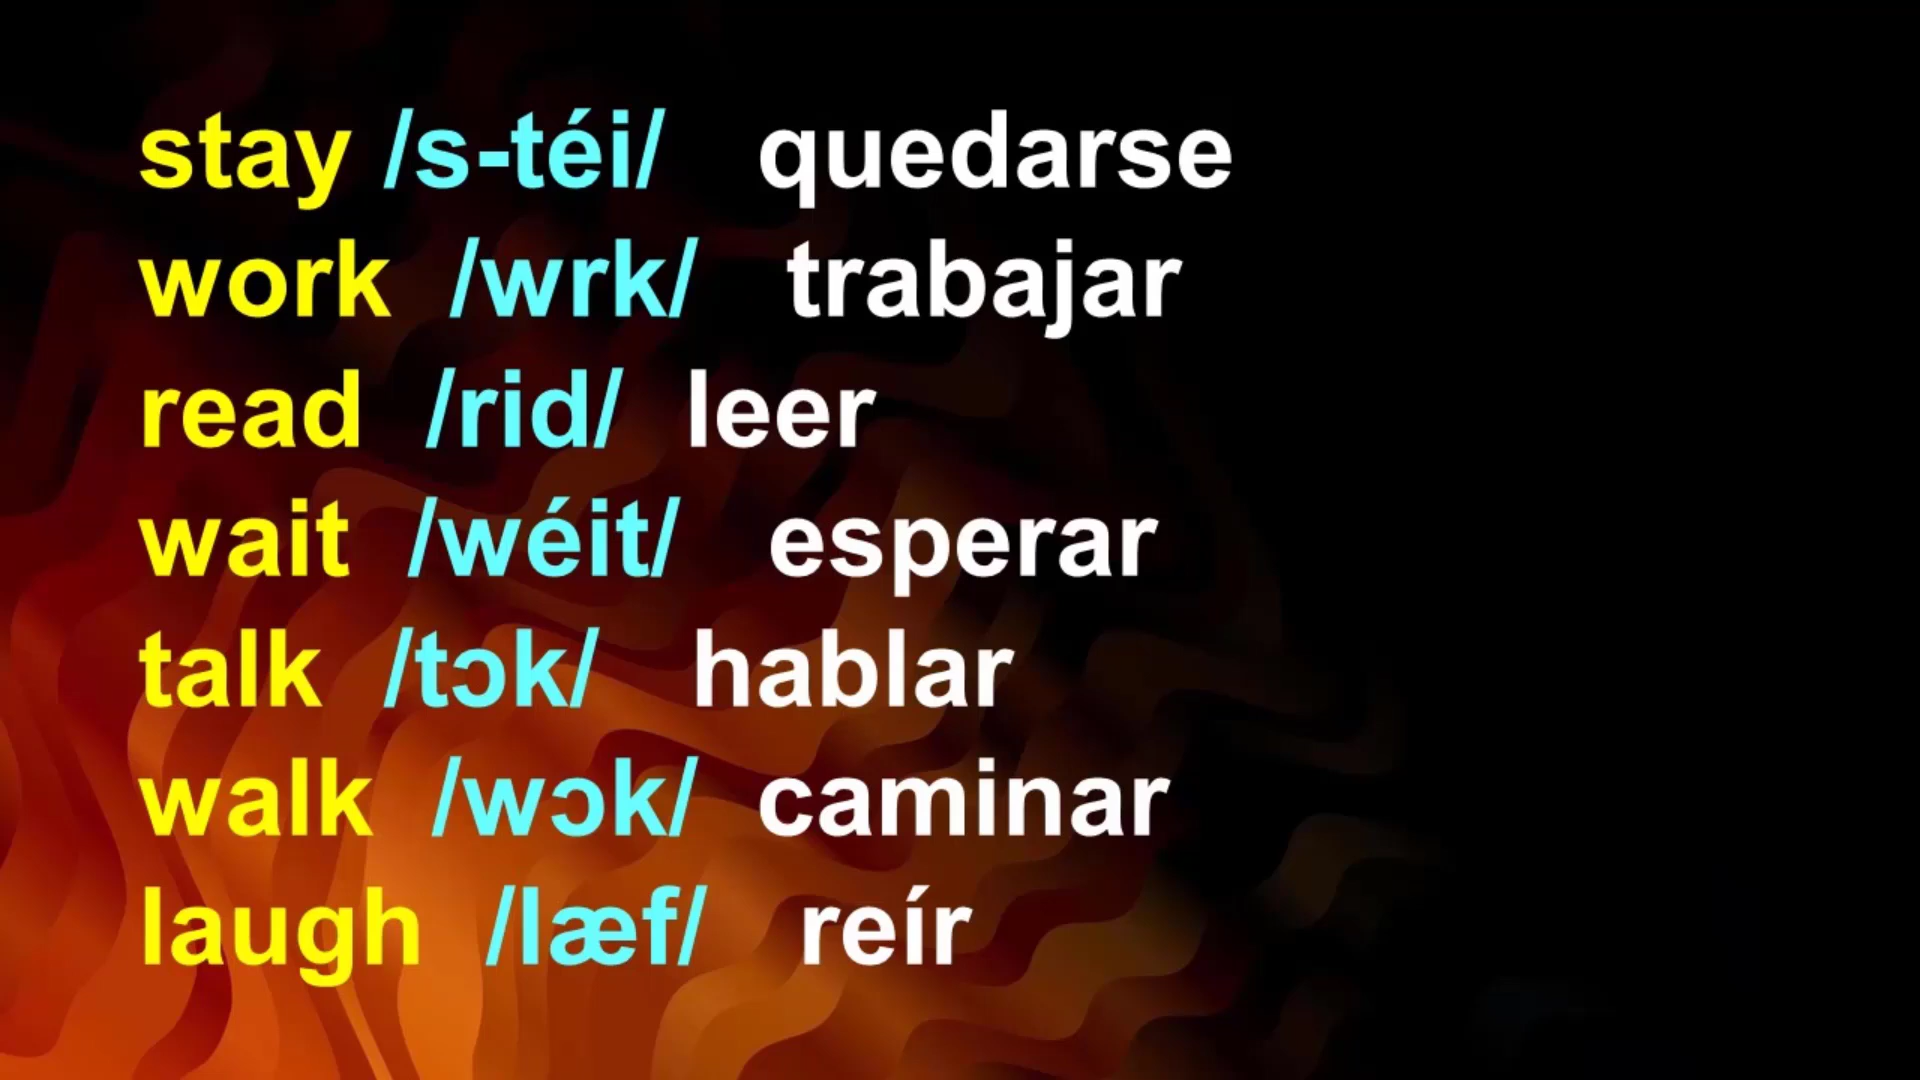 stay /s-téi/ quedarse
work /wrk/ trabajar
read /rid/ leer
wait /wéit/ esperar
talk /tɔk/ hablar
walk /wɔk/ caminar
laugh /læf/ reír